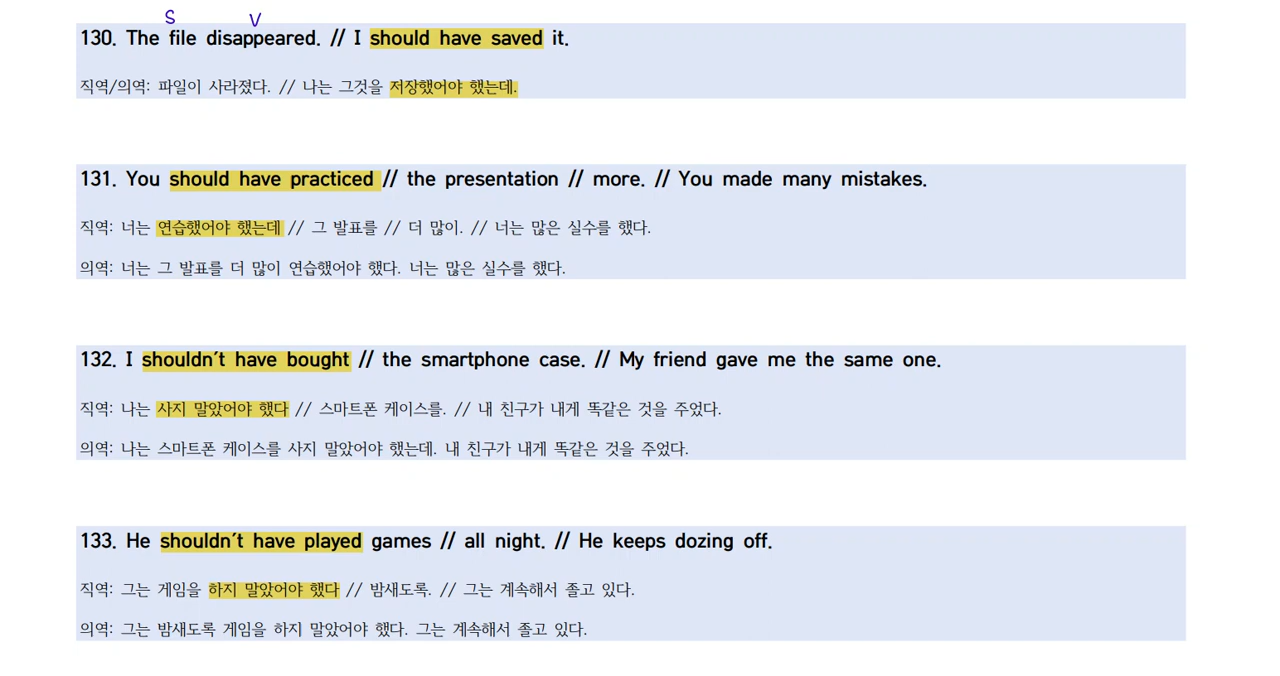 S V
130. The file disappeared. // I should have saved it.
직역/의역: 파일이 사라졌다. // 나는 그것을 저장했어야 했는데.
131. You should have practiced // the presentation // more. // You made many mistakes.
직역: 너는 연습했어야 했는데 // 그 발표를 // 더 많이. // 너는 많은 실수를 했다.
의역: 너는 그 발표를 더 많이 연습했어야 했다. 너는 많은 실수를 했다.
132. I shouldn't have bought // the smartphone case. // My friend gave me the same one.
직역: 나는 사지 말았어야 했다 // 스마트폰 케이스를. // 내 친구가 내게 똑같은 것을 주었다.
의역: 나는 스마트폰 케이스를 사지 말았어야 했는데. 내 친구가 내게 똑같은 것을 주었다.
133. He shouldn't have played games // all night. // He keeps dozing off.
직역: 그는 게임을 하지 말았어야 했다 // 밤새도록. // 그는 계속해서 졸고 있다.
의역: 그는 밤새도록 게임을 하지 말았어야 했다. 그는 계속해서 졸고 있다.